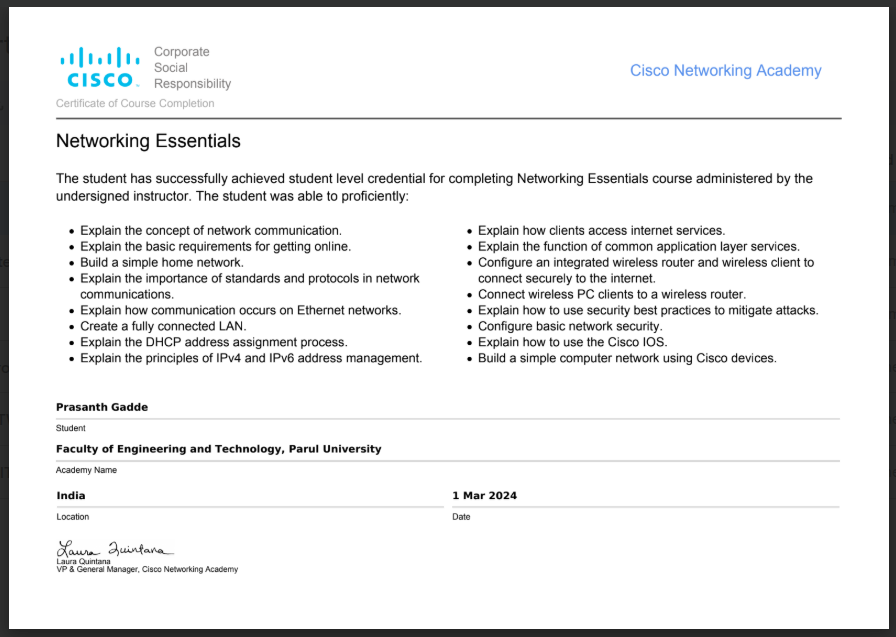 Corporate
Social
Responsibility
CISCO
Cisco Networking Academy
Certificate of Course Completion
Networking Essentials
The student has successfully achieved student level credential for completing Networking Essentials course administered by the
undersigned instructor. The student was able to proficiently:
• Explain the concept of network communication.
• Explain the basic requirements for getting online.
• Build a simple home network.
• Explain the importance of standards and protocols in network
communications.
• Explain how communication occurs on Ethernet networks.
• Create a fully connected LAN.
• Explain the DHCP address assignment process.
• Explain the principles of IPv4 and IPv6 address management.
• Explain how clients access internet services.
• Explain the function of common application layer services.
• Configure an integrated wireless router and wireless client to
connect securely to the internet.
• Connect wireless PC clients to a wireless router.
• Explain how to use security best practices to mitigate attacks.
• Configure basic network security.
• Explain how to use the Cisco IOS.
• Build a simple computer network using Cisco devices.
Prasanth Gadde
Student
Faculty of Engineering and Technology, Parul University
Academy Name
India
Location
1 Mar 2024
Date
Laura Quintana
Laura Quintana
VP & General Manager, Cisco Networking Academy